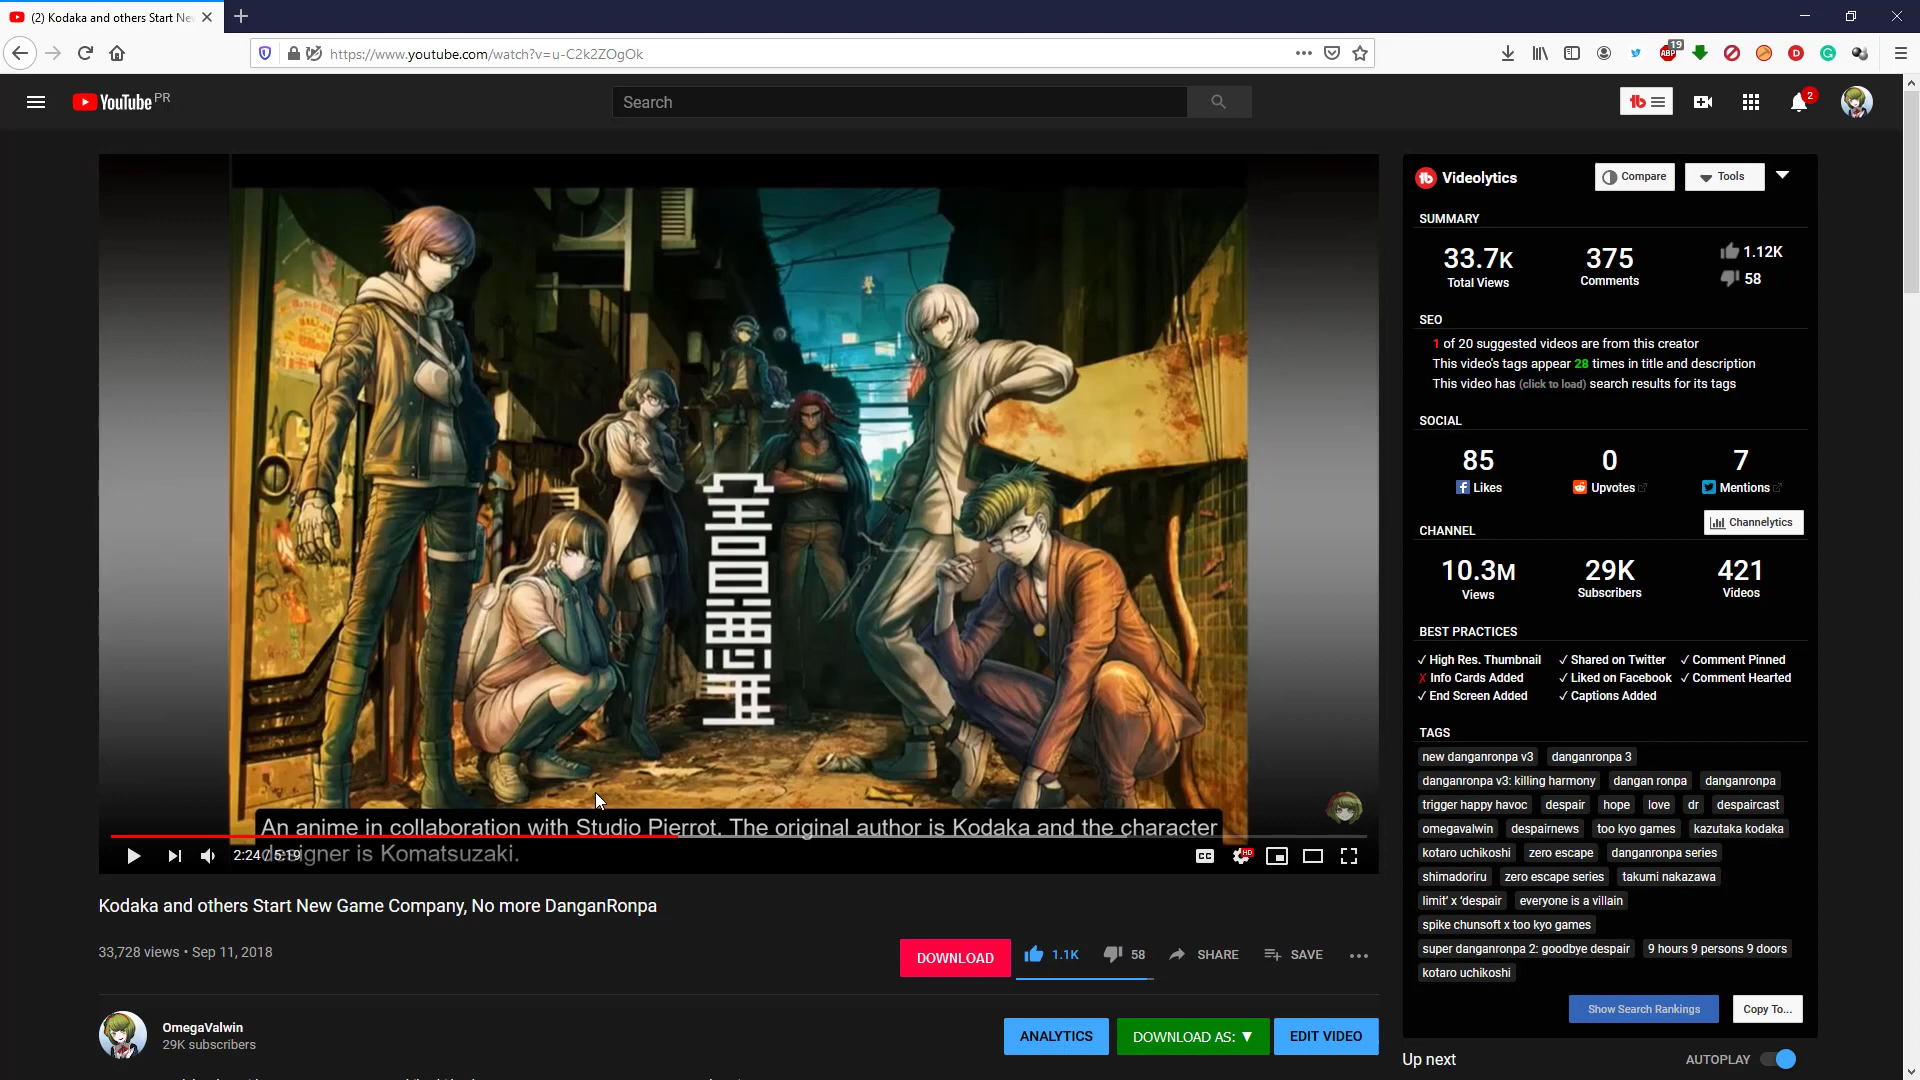 (2) Kodaka and others Start Ne
https://www.youtube.com/watch?v=u-C2k2ZOgOk
19
YouTube PR
Search
2
Videolytics
Compare
Tools
SUMMARY
33.7K
Total Views
375
Comments
1.12K
58
SEO
1 of 20 suggested videos are from this creator
This video's tags appear 28 times in title and description
This video has (click to load) search results for its tags
SOCIAL
85
Likes
0
Upvotes
7
Mentions
CHANNEL
Channelytics
10.3M
Views
29K
Subscribers
421
Videos
BEST PRACTICES
✓ High Res. Thumbnail ✓ Shared on Twitter ✓ Comment Pinned
✗ Info Cards Added ✓ Liked on Facebook ✓ Comment Hearted
✓ End Screen Added ✓ Captions Added
TAGS
new danganronpa v3 danganronpa 3
danganronpa v3: killing harmony dangan ronpa danganronpa
trigger happy havoc despair hope love dr despaircast
omegavalwin despairnews too kyo games kazutaka kodaka
kotaro uchikoshi zero escape danganronpa series
shimadoriru zero escape series takumi nakazawa
limit' x 'despair everyone is a villain
spike chunsoft x too kyo games
super danganronpa 2: goodbye despair 9 hours 9 persons 9 doors
kotaro uchikoshi
Show Search Rankings
Copy To...
Up next
AUTOPLAY
全員悪玉
An anime in collaboration with Studio Pierrot. The original author is Kodaka and the character
designer is Komatsuzaki.
2:24 / 5:19
CC
HD
Kodaka and others Start New Game Company, No more DanganRonpa
33,728 views • Sep 11, 2018
DOWNLOAD
1.1K
58
SHARE
SAVE
OmegaValwin
29K subscribers
ANALYTICS
DOWNLOAD AS: ▼
EDIT VIDEO